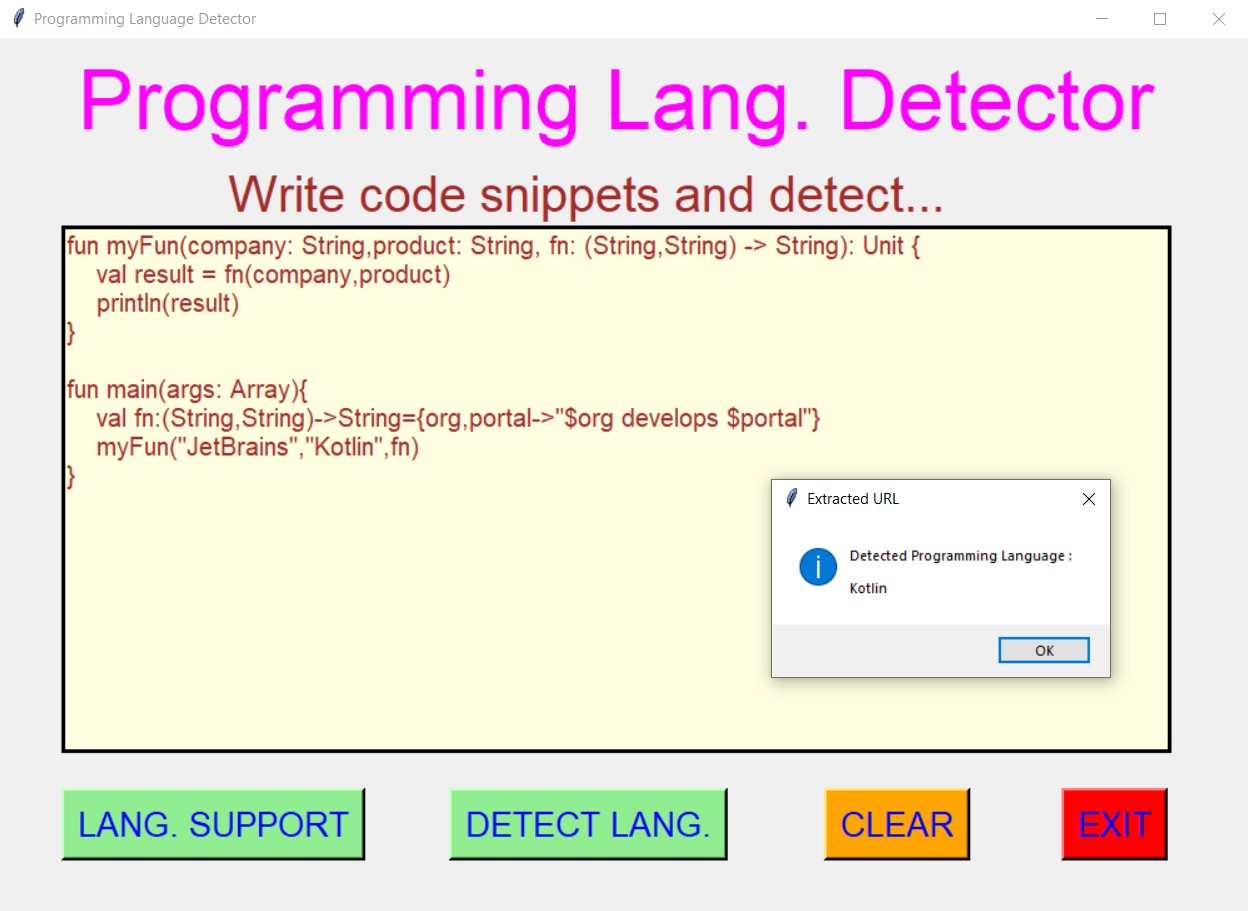 Programming Language Detector
Programming Lang. Detector
Write code snippets and detect...
fun myFun(company: String,product: String, fn: (String,String) -> String): Unit {
    val result = fn(company,product)
    println(result)
}
fun main(args: Array){
    val fn:(String,String)->String={org,portal->"$org develops $portal"}
    myFun("JetBrains","Kotlin",fn)
}
Extracted URL
Detected Programming Language :
Kotlin
OK
LANG. SUPPORT
DETECT LANG.
CLEAR
EXIT